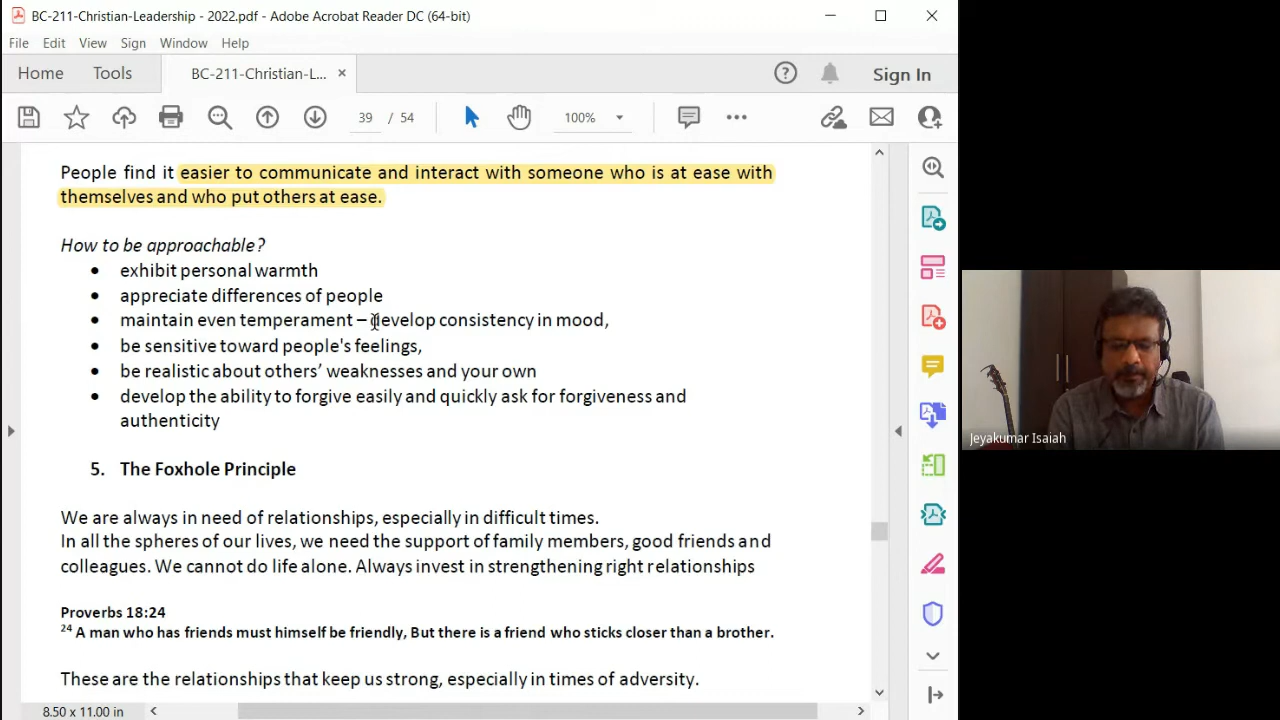 BC-211-Christian-Leadership - 2022.pdf - Adobe Acrobat Reader DC (64-bit)
File Edit View Sign Window Help
Home Tools BC-211-Christian-L... × Sign In
39 / 54 100%
People find it easier to communicate and interact with someone who is at ease with
themselves and who put others at ease.
How to be approachable?
• exhibit personal warmth
• appreciate differences of people
• maintain even temperament – develop consistency in mood,
• be sensitive toward people's feelings,
• be realistic about others’ weaknesses and your own
• develop the ability to forgive easily and quickly ask for forgiveness and
authenticity
5. The Foxhole Principle
We are always in need of relationships, especially in difficult times.
In all the spheres of our lives, we need the support of family members, good friends and
colleagues. We cannot do life alone. Always invest in strengthening right relationships
Proverbs 18:24
24 A man who has friends must himself be friendly, But there is a friend who sticks closer than a brother.
These are the relationships that keep us strong, especially in times of adversity.
8.50 x 11.00 in
Jeyakumar Isaiah